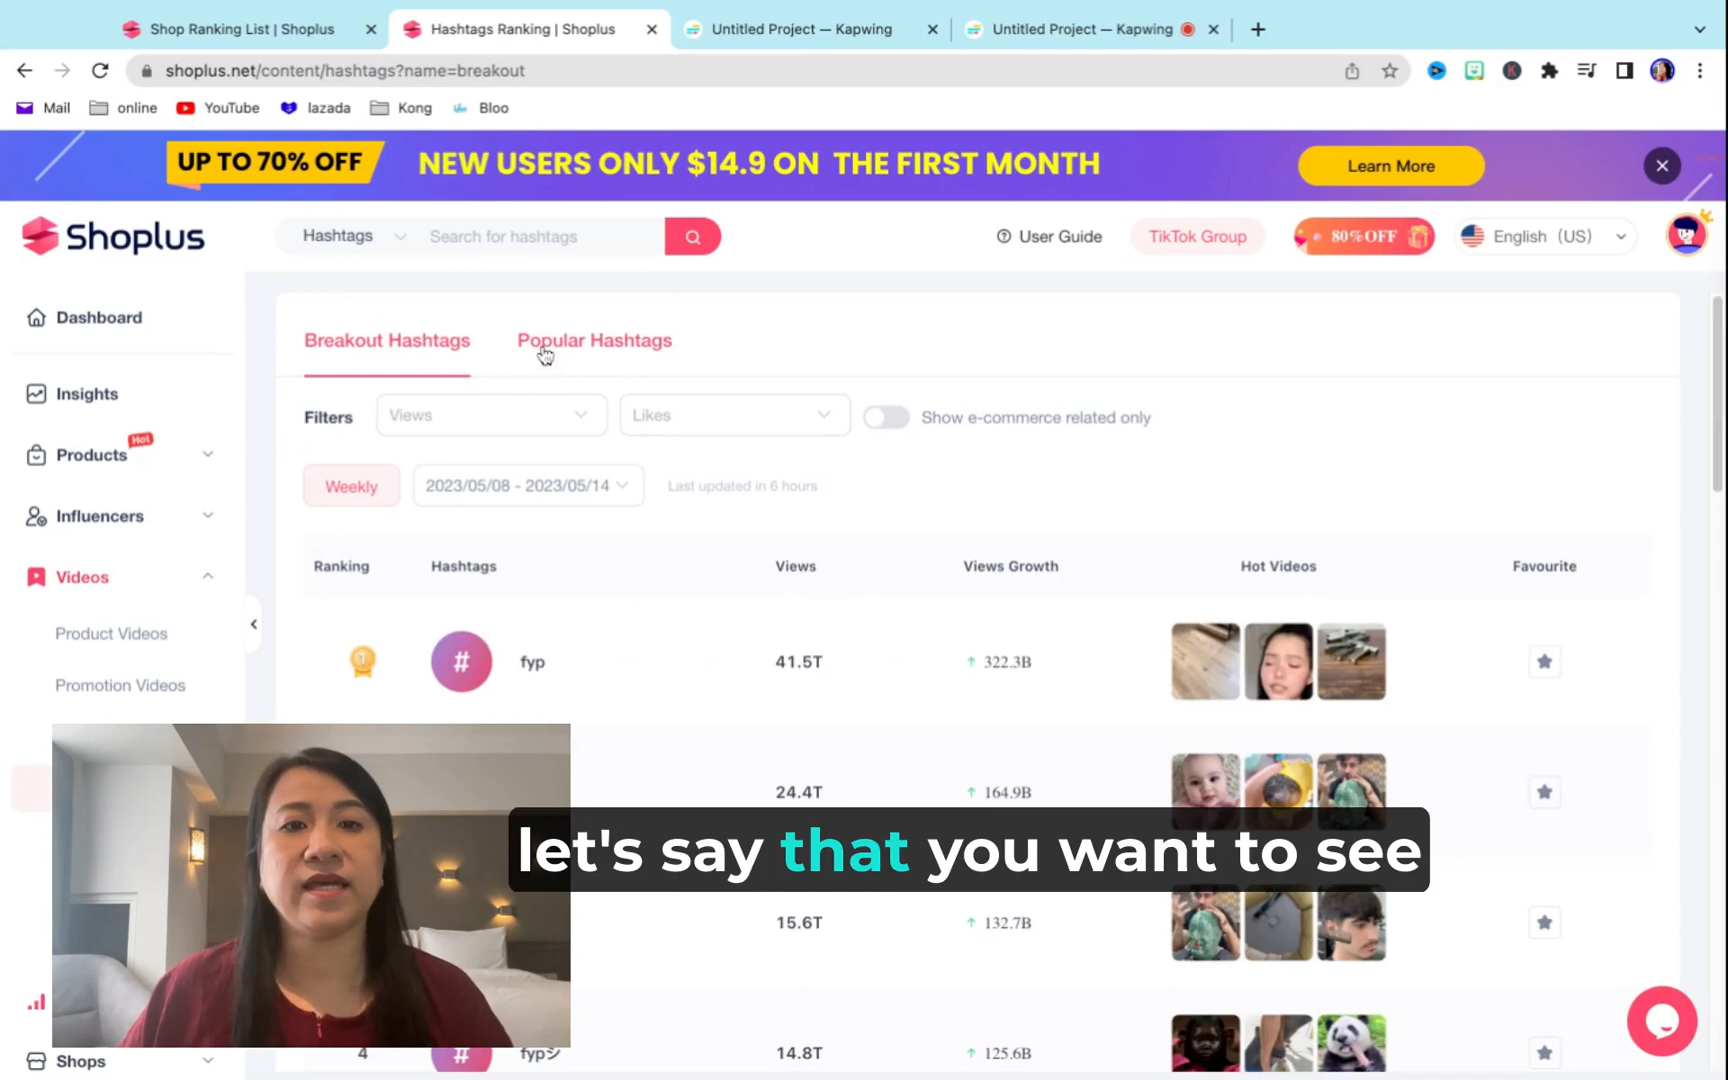 Shop Ranking List | Shoplus
Hashtags Ranking | Shoplus
Untitled Project — Kapwing
Untitled Project — Kapwing
shoplus.net/content/hashtags?name=breakout
Mail
online
YouTube
lazada
Kong
Bloo
UP TO 70% OFF
NEW USERS ONLY $14.9 ON THE FIRST MONTH
Learn More
Shoplus
Hashtags
Search for hashtags
User Guide
TikTok Group
80%OFF
English (US)
Dashboard
Insights
Products
Hot
Influencers
Videos
Product Videos
Promotion Videos
Shops
Breakout Hashtags
Popular Hashtags
Filters
Views
Likes
Show e-commerce related only
Weekly
2023/05/08 - 2023/05/14
Last updated in 6 hours
Ranking Hashtags Views Views Growth Hot Videos Favourite
1 # fyp 41.5T ↑ 322.3B
24.4T ↑ 164.9B
let's say that you want to see
15.6T ↑ 132.7B
4 # fypシ 14.8T ↑ 125.6B